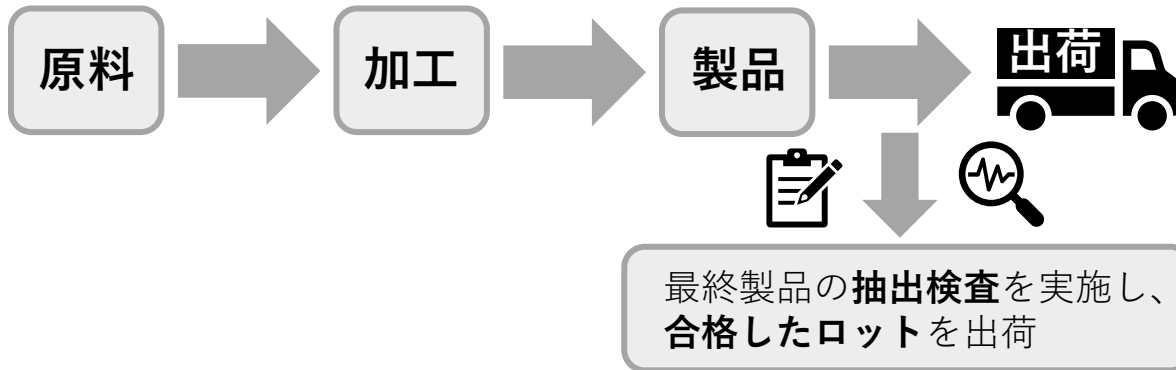 原料
加工
製品
出荷
最終製品の抽出検査を実施し、
合格したロットを出荷